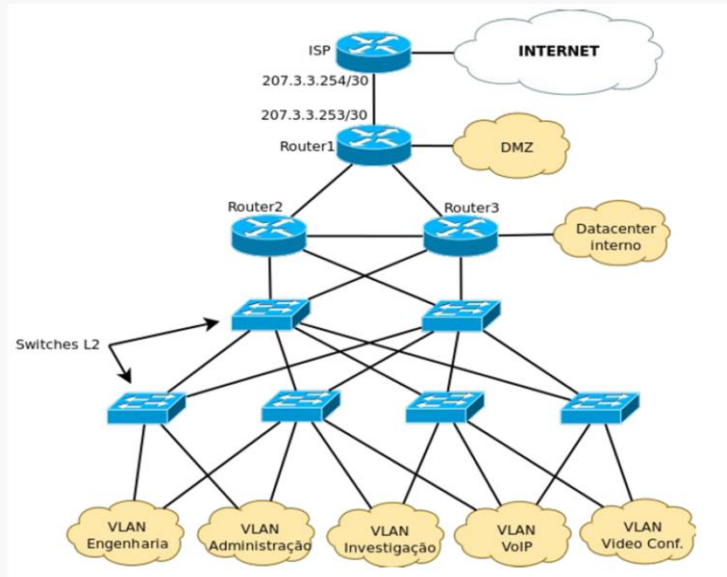 ISP
INTERNET
207.3.3.254/30
207.3.3.253/30
Router1
DMZ
Router2
Router3
Datacenter
interno
Switches L2
VLAN
Engenharia
VLAN
Administração
VLAN
Investigação
VLAN
VoIP
VLAN
Video Conf.